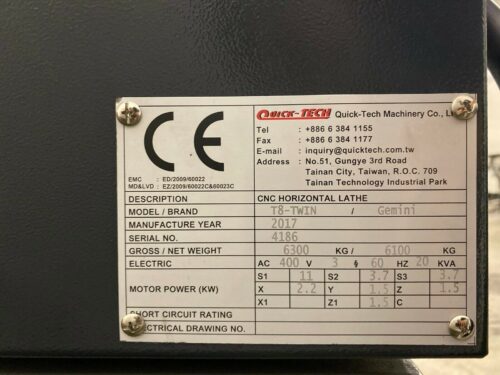 CE
EMC : ED/2009/60022
MD&LVD : EZ/2009/60022C&60023C
QUICK-TECH Quick-Tech Machinery Co.,
Tel : +886 6 384 1155
Fax : +886 6 384 1177
E-mail : inquiry@quicktech.com.tw
Address : No.51, Gungye 3rd Road
Tainan City, Taiwan, R.O.C. 709
Tainan Technology Industrial Park
DESCRIPTION CNC HORIZONTAL LATHE
MODEL / BRAND T8-TWIN / Gemini
MANUFACTURE YEAR 2017
SERIAL NO. 4186
GROSS / NET WEIGHT 6300 KG / 6100 KG
ELECTRIC AC 400 V 3 ϕ 60 HZ 20 KVA
MOTOR POWER (KW) S1 11 S2 3.7 S3 3.7
X 2.2 Y 1.5 Z 1.5
X1 Z1 1.5 C
SHORT CIRCUIT RATING
ELECTRICAL DRAWING NO.